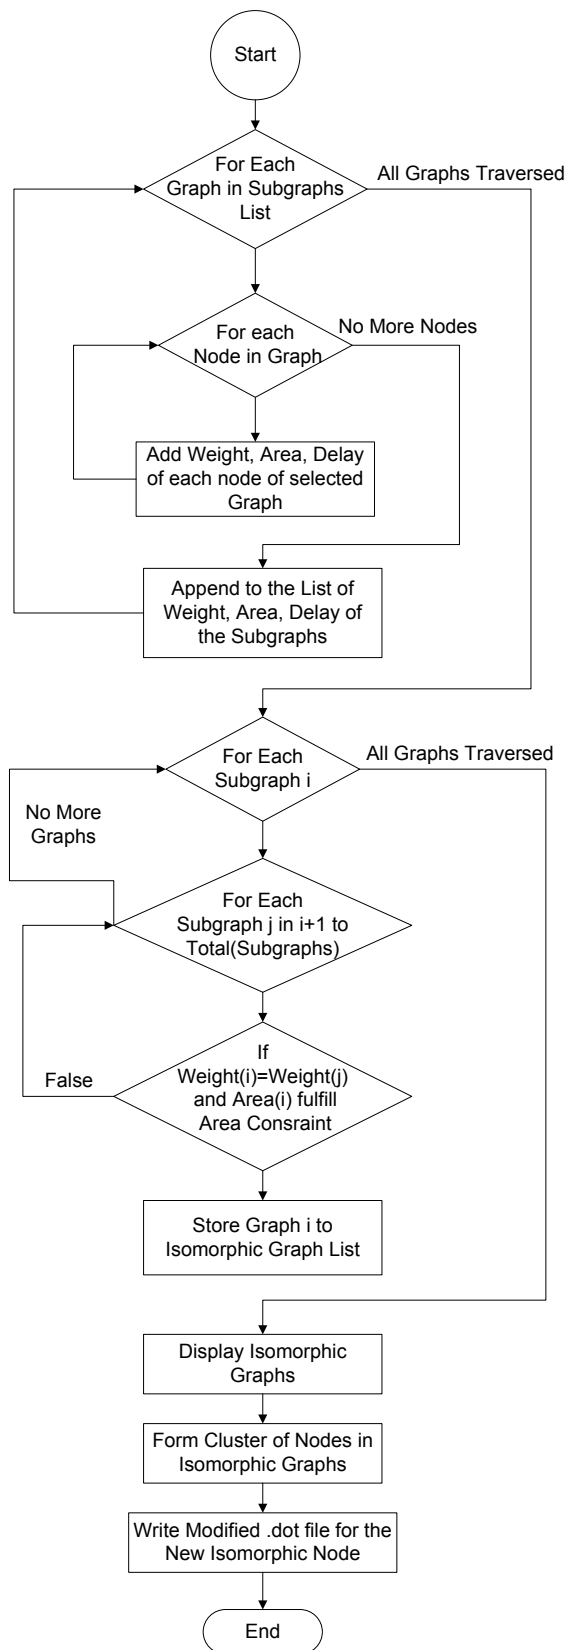 Start
For Each
Graph in Subgraphs
List
All Graphs Traversed
For each
Node in Graph
No More Nodes
Add Weight, Area, Delay
of each node of selected
Graph
Append to the List of
Weight, Area, Delay of
the Subgraphs
For Each
Subgraph i
All Graphs Traversed
No More
Graphs
For Each
Subgraph j in i+1 to
Total(Subgraphs)
If
Weight(i)=Weight(j)
and Area(i) fulfill
Area Consraint
False
Store Graph i to
Isomorphic Graph List
Display Isomorphic
Graphs
Form Cluster of Nodes in
Isomorphic Graphs
Write Modified .dot file for the
New Isomorphic Node
End